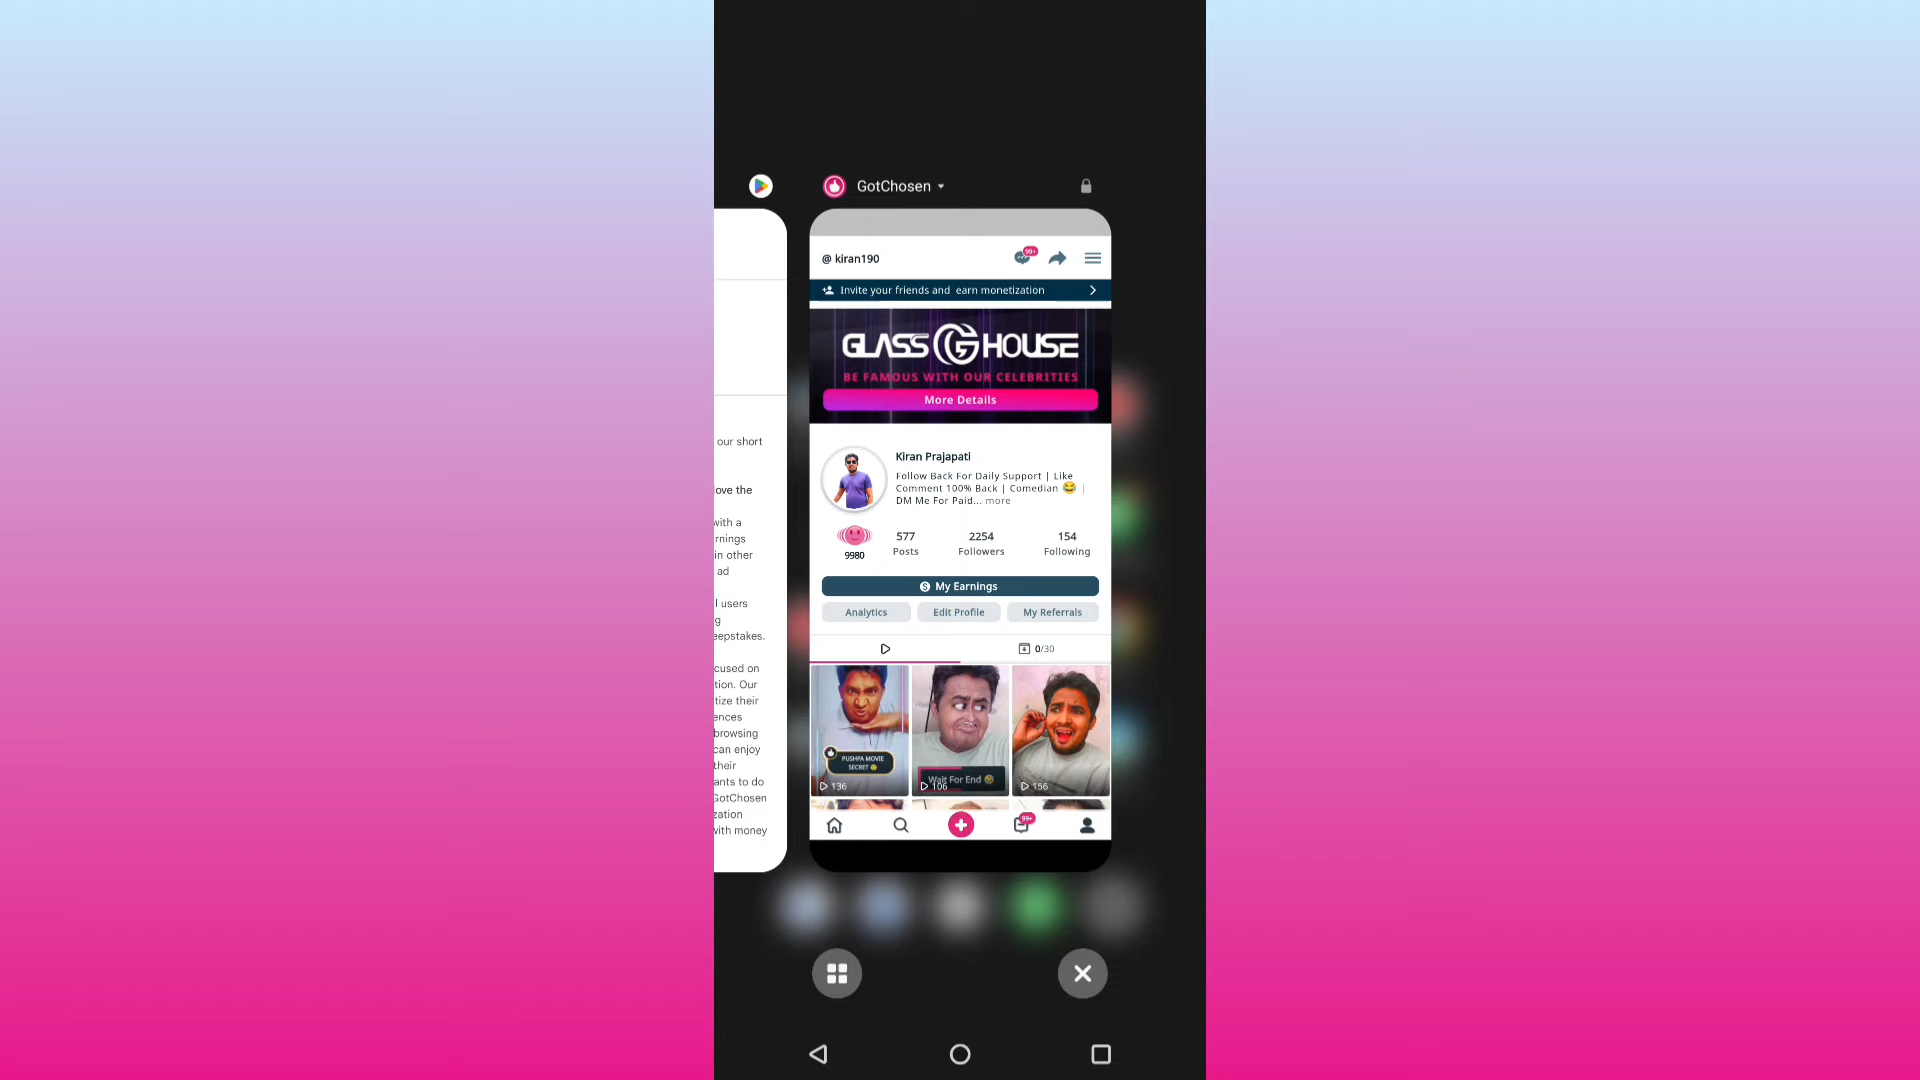 GotChosen
our short
love the
with a
rnings
in other
ad
l users
g
eepstakes.
cused on
tion. Our
tize their
ences
browsing
can enjoy
their
ants to do
GotChosen
zation
with money
@ kiran190
99+
Invite your friends and earn monetization
GLASS G HOUSE
BE FAMOUS WITH OUR CELEBRITIES
More Details
Kiran Prajapati
Follow Back For Daily Support | Like
Comment 100% Back | Comedian 😂 |
DM Me For Paid... more
577 2254 154
9980 Posts Followers Following
My Earnings
Analytics Edit Profile My Referrals
0/30
PUSHPA MOVIE
SECRET
Wait For End
136 106 156
99+